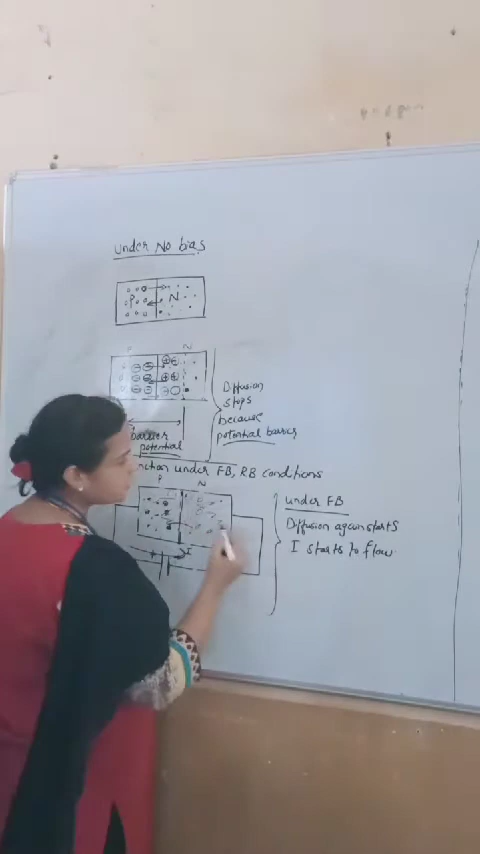 under No bias
P N
P N
Diffusion
stops
because
potential barrier
barrier
potential
nction under FB, RB conditions
P N
under FB
Diffusion again starts
I starts to flow
I